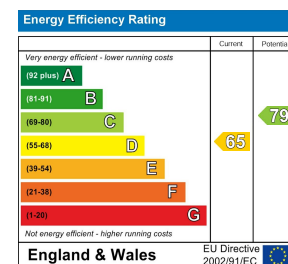 Energy Efficiency Rating
Current Potentia
Very energy efficient - lower running costs
(92 plus) A
(81-91) B
(69-80) C
79
(55-68) D
65
(39-54) E
(21-38) F
(1-20) G
Not energy efficient - higher running costs
England & Wales
EU Directive
2002/91/EC